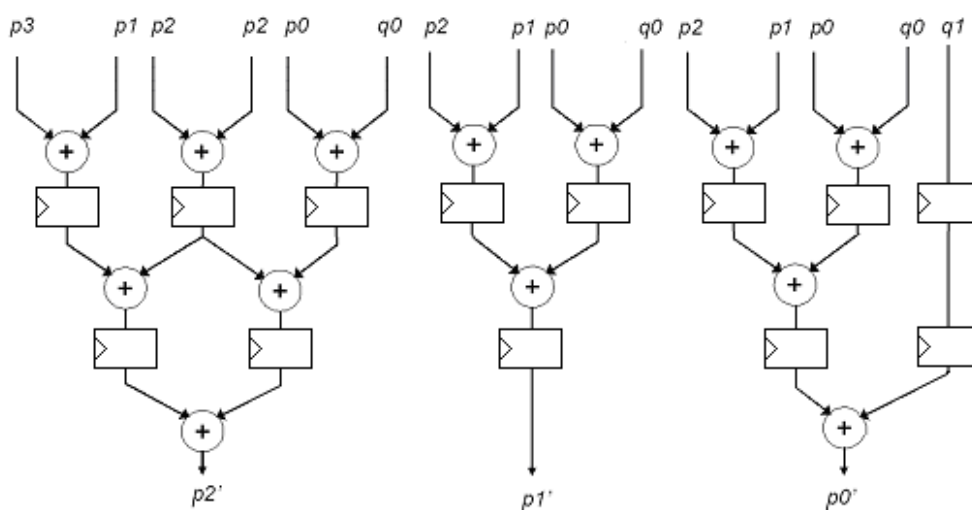 p3 p1 p2 p2 p0 q0 p2 p1 p0 q0 p2 p1 p0 q0 q1
+ + + + + + +
+ + + +
+ +
p2' p1' p0'